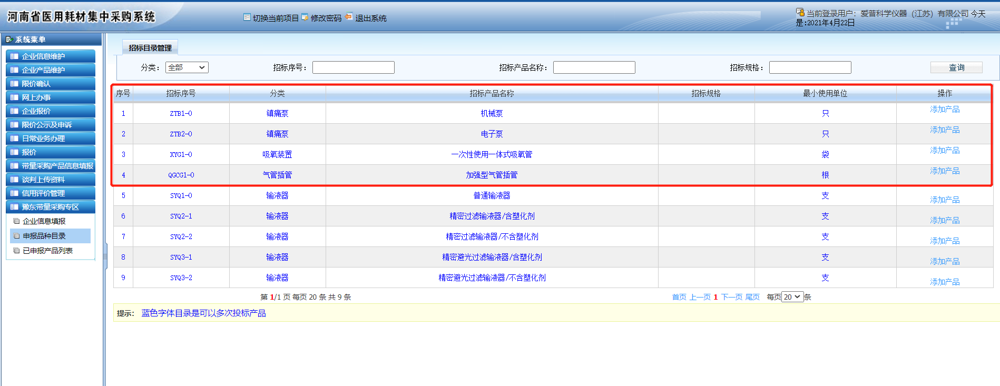 河南省医用耗材集中采购系统
切换当前项目 修改密码 退出系统
当前登录用户：爱普科学仪器（江苏）有限公司 今天
是:2021年4月22日
系统菜单
企业信息维护
企业产品维护
限价确认
网上办事
企业报价
限价公示及申诉
日常业务办理
报价
带量采购产品信息填报
谈判上传资料
信用评价管理
豫东带量采购专区
企业信息填报
申报品种目录
已申报产品列表
招标目录管理
分类： 全部 招标序号： 招标产品名称： 招标规格： 查询
序号 招标序号 分类 招标产品名称 招标规格 最小使用单位 操作
1 ZTB1-0 镇痛泵 机械泵 只 添加产品
2 ZTB2-0 镇痛泵 电子泵 只 添加产品
3 XYG1-0 吸氧装置 一次性使用一体式吸氧管 袋 添加产品
4 QGCG1-0 气管插管 加强型气管插管 根 添加产品
5 SYQ1-0 输液器 普通输液器 支 添加产品
6 SYQ2-1 输液器 精密过滤输液器/含塑化剂 支 添加产品
7 SYQ2-2 输液器 精密过滤输液器/不含塑化剂 支 添加产品
8 SYQ3-1 输液器 精密避光过滤输液器/含塑化剂 支 添加产品
9 SYQ3-2 输液器 精密避光过滤输液器/不含塑化剂 支 添加产品
第 1/1 页 每页 20 条 共 9 条 首页 上一页 1 下一页 尾页 每页 20 条
提示： 蓝色字体目录是可以多次投标产品